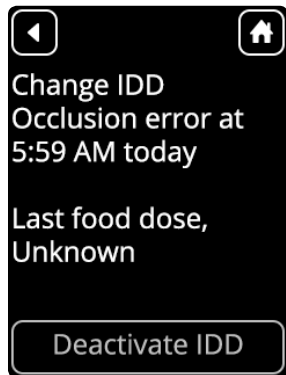 Change IDD
Occlusion error at
5:59 AM today
Last food dose,
Unknown
Deactivate IDD